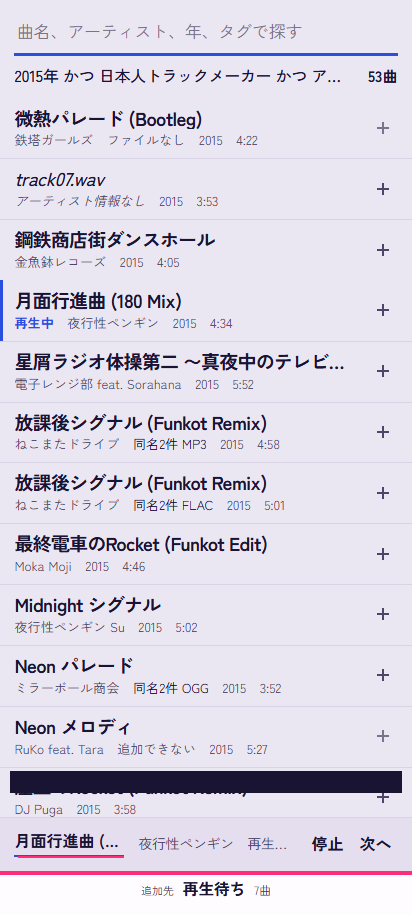 曲名、アーティスト、年、タグで探す
2015年 かつ 日本人トラックメーカー かつ ア... 53曲
微熱パレード (Bootleg)
鉄塔ガールズ ファイルなし 2015 4:22
track07.wav
アーティスト情報なし 2015 3:53
鋼鉄商店街ダンスホール
金魚鉢レコーズ 2015 4:05
月面行進曲 (180 Mix)
再生中 夜行性ペンギン 2015 4:34
星屑ラジオ体操第二 〜真夜中のテレビ...
電子レンジ部 feat. Sorahana 2015 5:52
放課後シグナル (Funkot Remix)
ねこまたドライブ 同名2件 MP3 2015 4:58
放課後シグナル (Funkot Remix)
ねこまたドライブ 同名2件 FLAC 2015 5:01
最終電車のRocket (Funkot Edit)
Moka Moji 2015 4:46
Midnight シグナル
夜行性ペンギン Su 2015 5:02
Neon パレード
ミラーボール商会 同名2件 OGG 2015 3:52
Neon メロディ
RuKo feat. Tara 追加できない 2015 5:27
DJ Puga 2015 3:58
月面行進曲 (... 夜行性ペンギン 再生... 停止 次へ
追加先 再生待ち 7曲